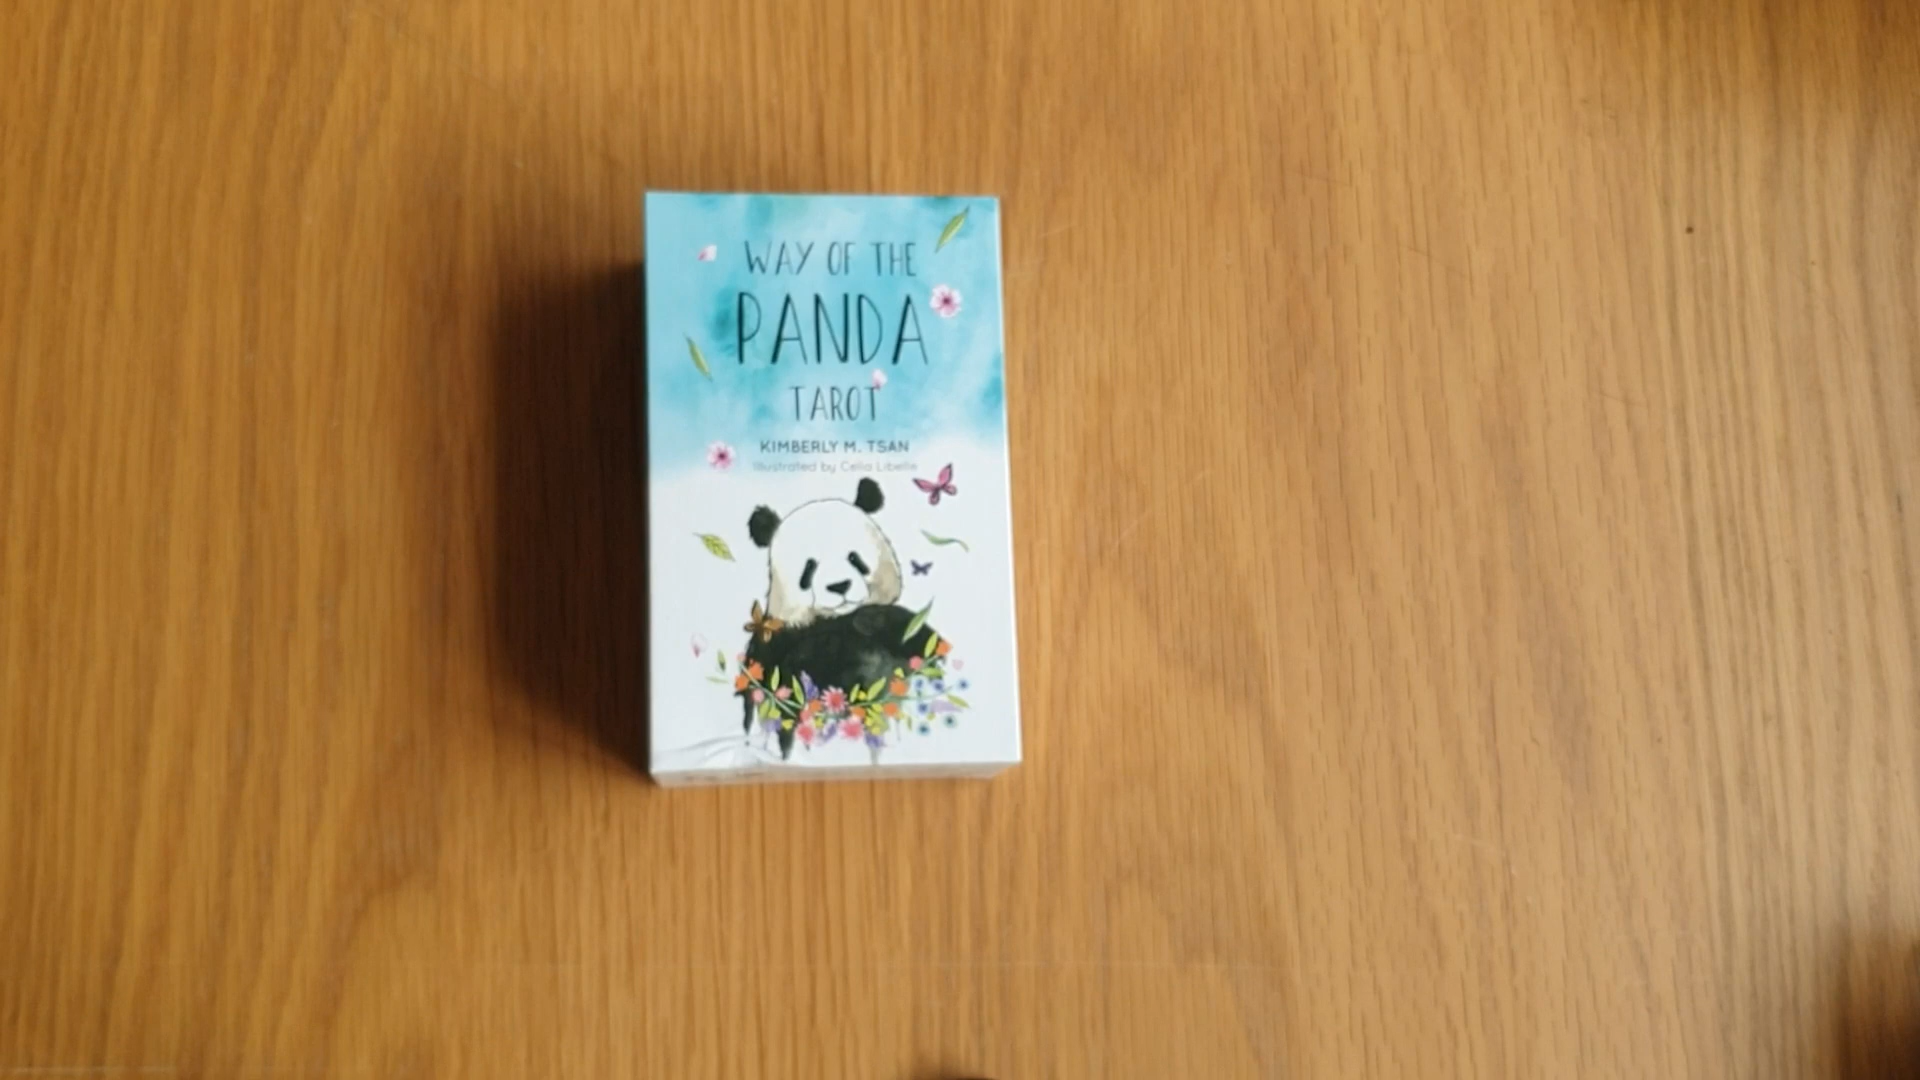 WAY OF THE
PANDA
TAROT
KIMBERLY M. TSAN
Illustrated by Celia Libelle